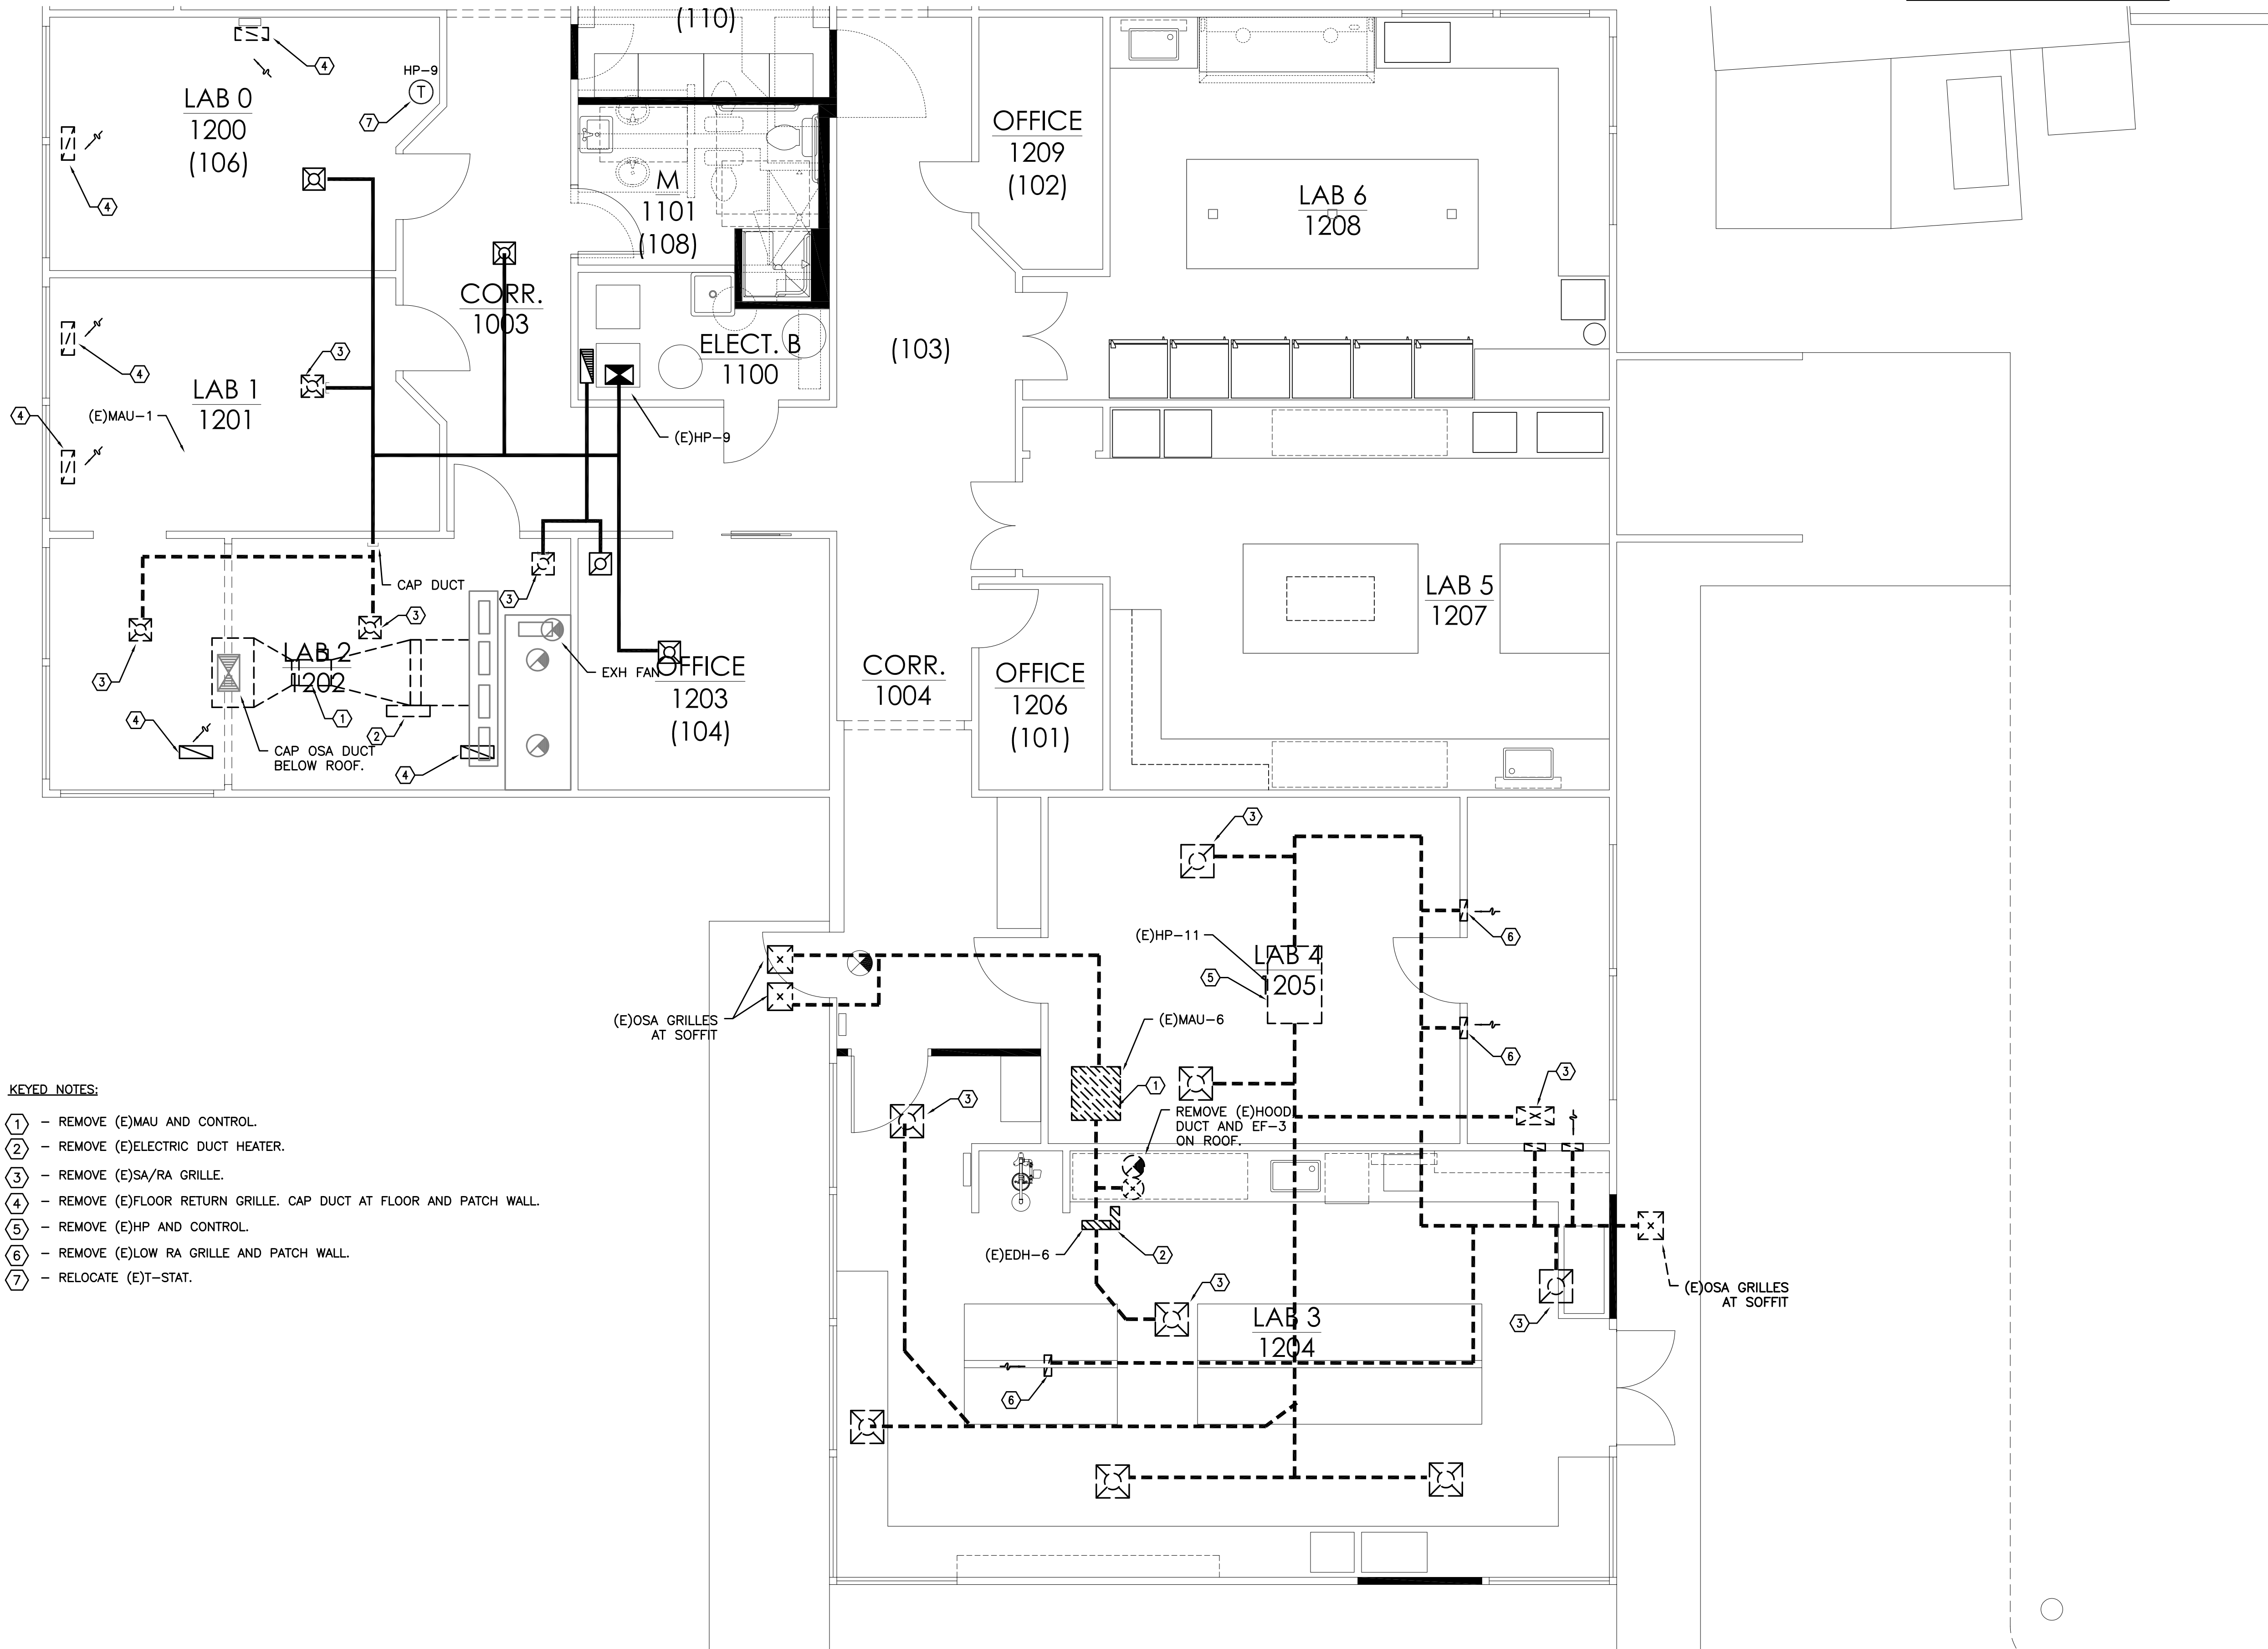 (110)
4
HP-9
T
7
LAB 0
1200
(106)
4
4
M
1101
(108)
OFFICE
1209
(102)
LAB 6
1208
CORR.
1003
ELECT. B
1100
(103)
3
4
LAB 1
1201
(E)MAU-1
4
(E)HP-9
CAP DUCT
3
3
3
LAB 2
1202
1
2
4
4
CAP OSA DUCT
BELOW ROOF.
EXH FAN
OFFICE
1203
(104)
CORR.
1004
OFFICE
1206
(101)
LAB 5
1207
3
6
(E)HP-11
5
LAB 4
1205
(E)OSA GRILLES
AT SOFFIT
(E)MAU-6
1
6
3
3
REMOVE (E)HOOD
DUCT AND EF-3
ON ROOF.
(E)EDH-6
2
3
LAB 3
1204
6
3
(E)OSA GRILLES
AT SOFFIT
KEYED NOTES:
1 - REMOVE (E)MAU AND CONTROL.
2 - REMOVE (E)ELECTRIC DUCT HEATER.
3 - REMOVE (E)SA/RA GRILLE.
4 - REMOVE (E)FLOOR RETURN GRILLE. CAP DUCT AT FLOOR AND PATCH WALL.
5 - REMOVE (E)HP AND CONTROL.
6 - REMOVE (E)LOW RA GRILLE AND PATCH WALL.
7 - RELOCATE (E)T-STAT.